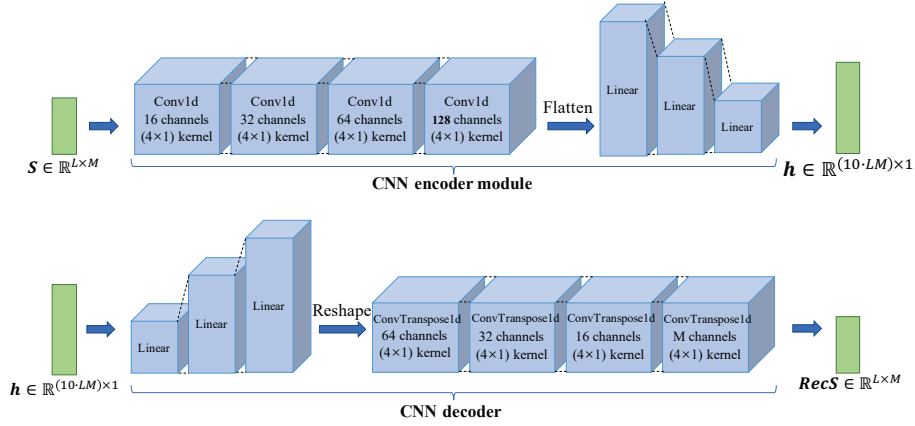 Conv1d
16 channels
(4×1) kernel
Conv1d
32 channels
(4×1) kernel
Conv1d
64 channels
(4×1) kernel
Conv1d
128 channels
(4×1) kernel
Flatten
Linear
Linear
Linear
S ∈ ℝ^{L×M}
h ∈ ℝ^{(10·LM)×1}
CNN encoder module
Linear
Linear
Linear
Reshape
ConvTranspose1d
64 channels
(4×1) kernel
ConvTranspose1d
32 channels
(4×1) kernel
ConvTranspose1d
16 channels
(4×1) kernel
ConvTranspose1d
M channels
(4×1) kernel
h ∈ ℝ^{(10·LM)×1}
RecS ∈ ℝ^{L×M}
CNN decoder